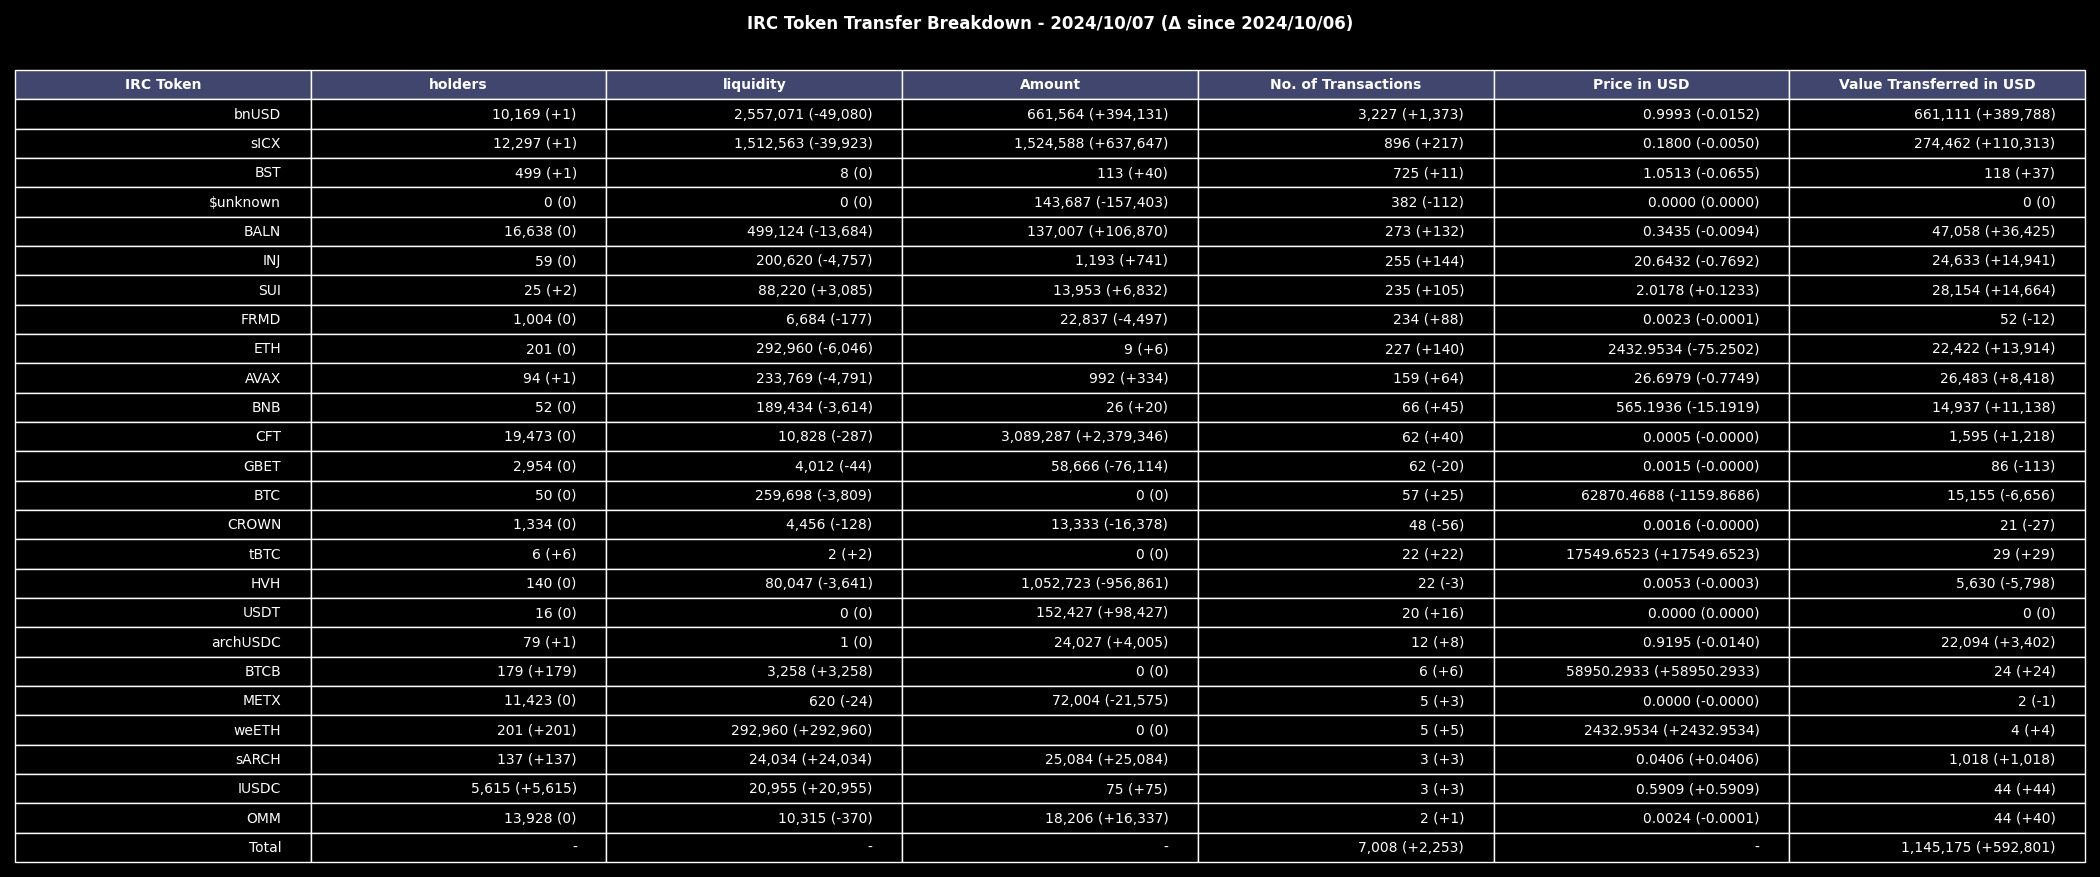 IRC Token Transfer Breakdown - 2024/10/07 (Δ since 2024/10/06)
IRC Token holders liquidity Amount No. of Transactions Price in USD Value Transferred in USD
bnUSD 10,169 (+1) 2,557,071 (-49,080) 661,564 (+394,131) 3,227 (+1,373) 0.9993 (-0.0152) 661,111 (+389,788)
sICX 12,297 (+1) 1,512,563 (-39,923) 1,524,588 (+637,647) 896 (+217) 0.1800 (-0.0050) 274,462 (+110,313)
BST 499 (+1) 8 (0) 113 (+40) 725 (+11) 1.0513 (-0.0655) 118 (+37)
$unknown 0 (0) 0 (0) 143,687 (-157,403) 382 (-112) 0.0000 (0.0000) 0 (0)
BALN 16,638 (0) 499,124 (-13,684) 137,007 (+106,870) 273 (+132) 0.3435 (-0.0094) 47,058 (+36,425)
INJ 59 (0) 200,620 (-4,757) 1,193 (+741) 255 (+144) 20.6432 (-0.7692) 24,633 (+14,941)
SUI 25 (+2) 88,220 (+3,085) 13,953 (+6,832) 235 (+105) 2.0178 (+0.1233) 28,154 (+14,664)
FRMD 1,004 (0) 6,684 (-177) 22,837 (-4,497) 234 (+88) 0.0023 (-0.0001) 52 (-12)
ETH 201 (0) 292,960 (-6,046) 9 (+6) 227 (+140) 2432.9534 (-75.2502) 22,422 (+13,914)
AVAX 94 (+1) 233,769 (-4,791) 992 (+334) 159 (+64) 26.6979 (-0.7749) 26,483 (+8,418)
BNB 52 (0) 189,434 (-3,614) 26 (+20) 66 (+45) 565.1936 (-15.1919) 14,937 (+11,138)
CFT 19,473 (0) 10,828 (-287) 3,089,287 (+2,379,346) 62 (+40) 0.0005 (-0.0000) 1,595 (+1,218)
GBET 2,954 (0) 4,012 (-44) 58,666 (-76,114) 62 (-20) 0.0015 (-0.0000) 86 (-113)
BTC 50 (0) 259,698 (-3,809) 0 (0) 57 (+25) 62870.4688 (-1159.8686) 15,155 (-6,656)
CROWN 1,334 (0) 4,456 (-128) 13,333 (-16,378) 48 (-56) 0.0016 (-0.0000) 21 (-27)
tBTC 6 (+6) 2 (+2) 0 (0) 22 (+22) 17549.6523 (+17549.6523) 29 (+29)
HVH 140 (0) 80,047 (-3,641) 1,052,723 (-956,861) 22 (-3) 0.0053 (-0.0003) 5,630 (-5,798)
USDT 16 (0) 0 (0) 152,427 (+98,427) 20 (+16) 0.0000 (0.0000) 0 (0)
archUSDC 79 (+1) 1 (0) 24,027 (+4,005) 12 (+8) 0.9195 (-0.0140) 22,094 (+3,402)
BTCB 179 (+179) 3,258 (+3,258) 0 (0) 6 (+6) 58950.2933 (+58950.2933) 24 (+24)
METX 11,423 (0) 620 (-24) 72,004 (-21,575) 5 (+3) 0.0000 (-0.0000) 2 (-1)
weETH 201 (+201) 292,960 (+292,960) 0 (0) 5 (+5) 2432.9534 (+2432.9534) 4 (+4)
sARCH 137 (+137) 24,034 (+24,034) 25,084 (+25,084) 3 (+3) 0.0406 (+0.0406) 1,018 (+1,018)
IUSDC 5,615 (+5,615) 20,955 (+20,955) 75 (+75) 3 (+3) 0.5909 (+0.5909) 44 (+44)
OMM 13,928 (0) 10,315 (-370) 18,206 (+16,337) 2 (+1) 0.0024 (-0.0001) 44 (+40)
Total - - - 7,008 (+2,253) - 1,145,175 (+592,801)